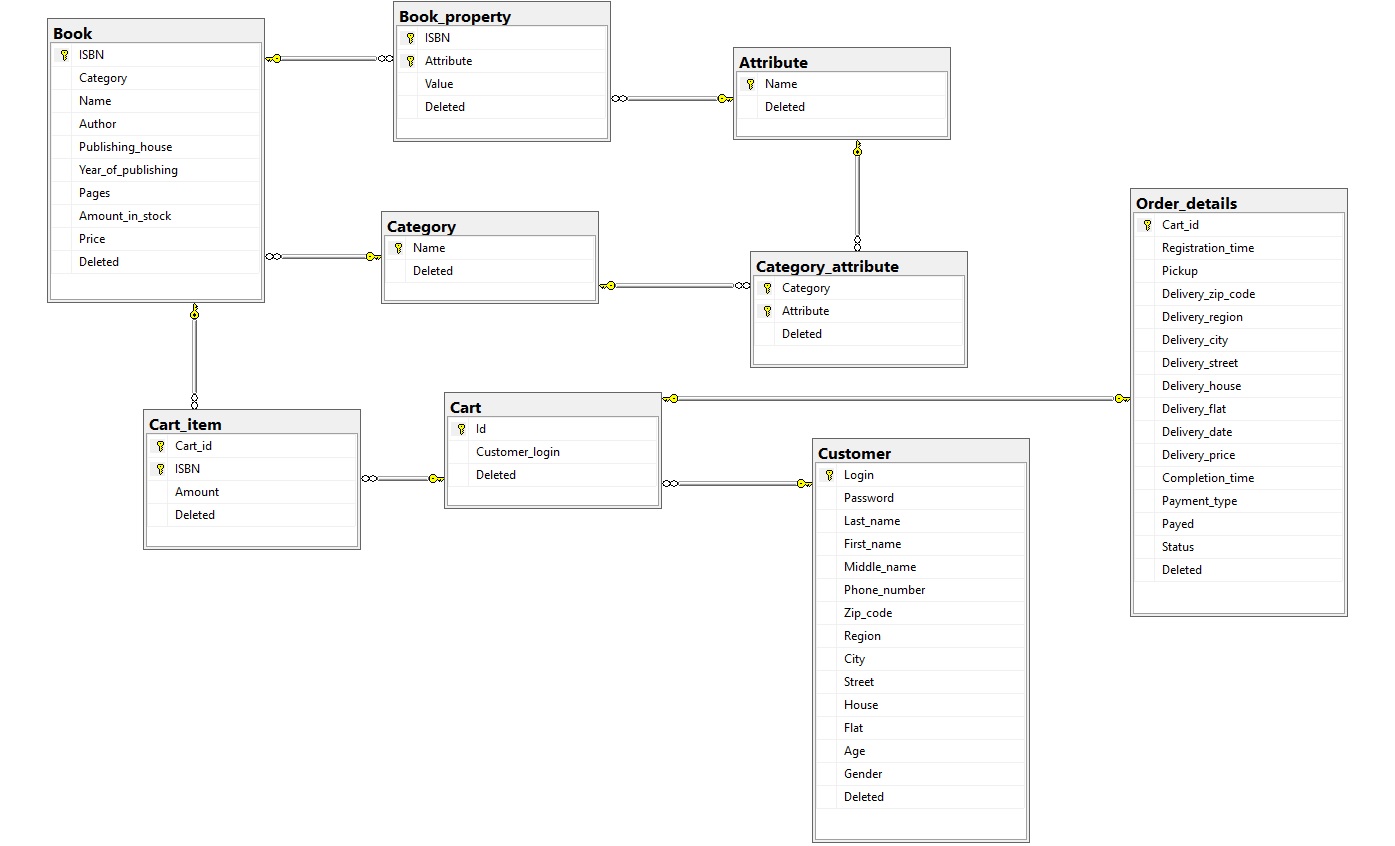 Book
ISBN
Category
Name
Author
Publishing_house
Year_of_publishing
Pages
Amount_in_stock
Price
Deleted
Book_property
ISBN
Attribute
Value
Deleted
Attribute
Name
Deleted
Category
Name
Deleted
Category_attribute
Category
Attribute
Deleted
Order_details
Cart_id
Registration_time
Pickup
Delivery_zip_code
Delivery_region
Delivery_city
Delivery_street
Delivery_house
Delivery_flat
Delivery_date
Delivery_price
Completion_time
Payment_type
Payed
Status
Deleted
Cart_item
Cart_id
ISBN
Amount
Deleted
Cart
Id
Customer_login
Deleted
Customer
Login
Password
Last_name
First_name
Middle_name
Phone_number
Zip_code
Region
City
Street
House
Flat
Age
Gender
Deleted